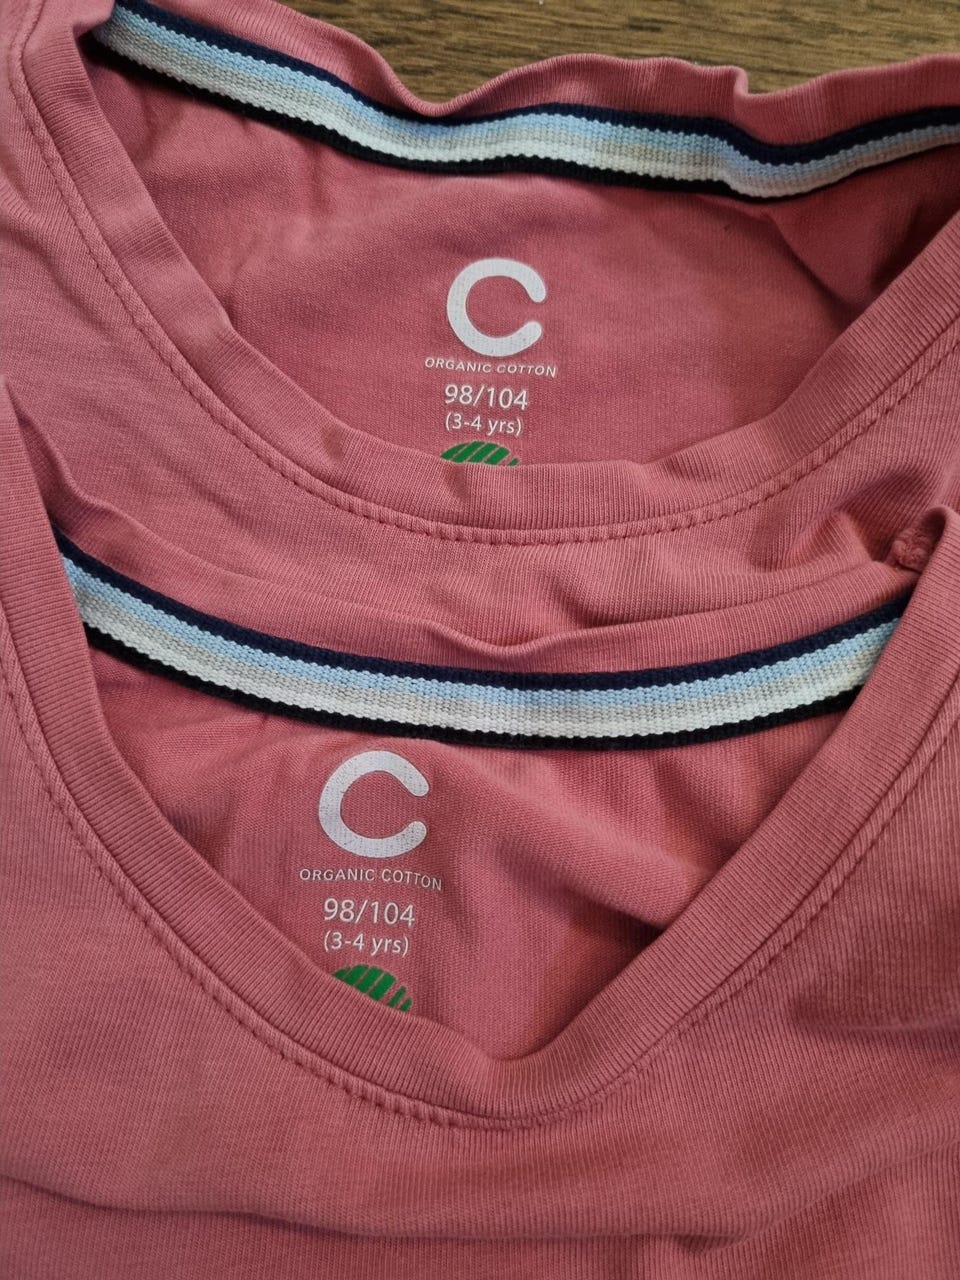 C
ORGANIC COTTON
98/104
(3-4 yrs)
C
ORGANIC COTTON
98/104
(3-4 yrs)